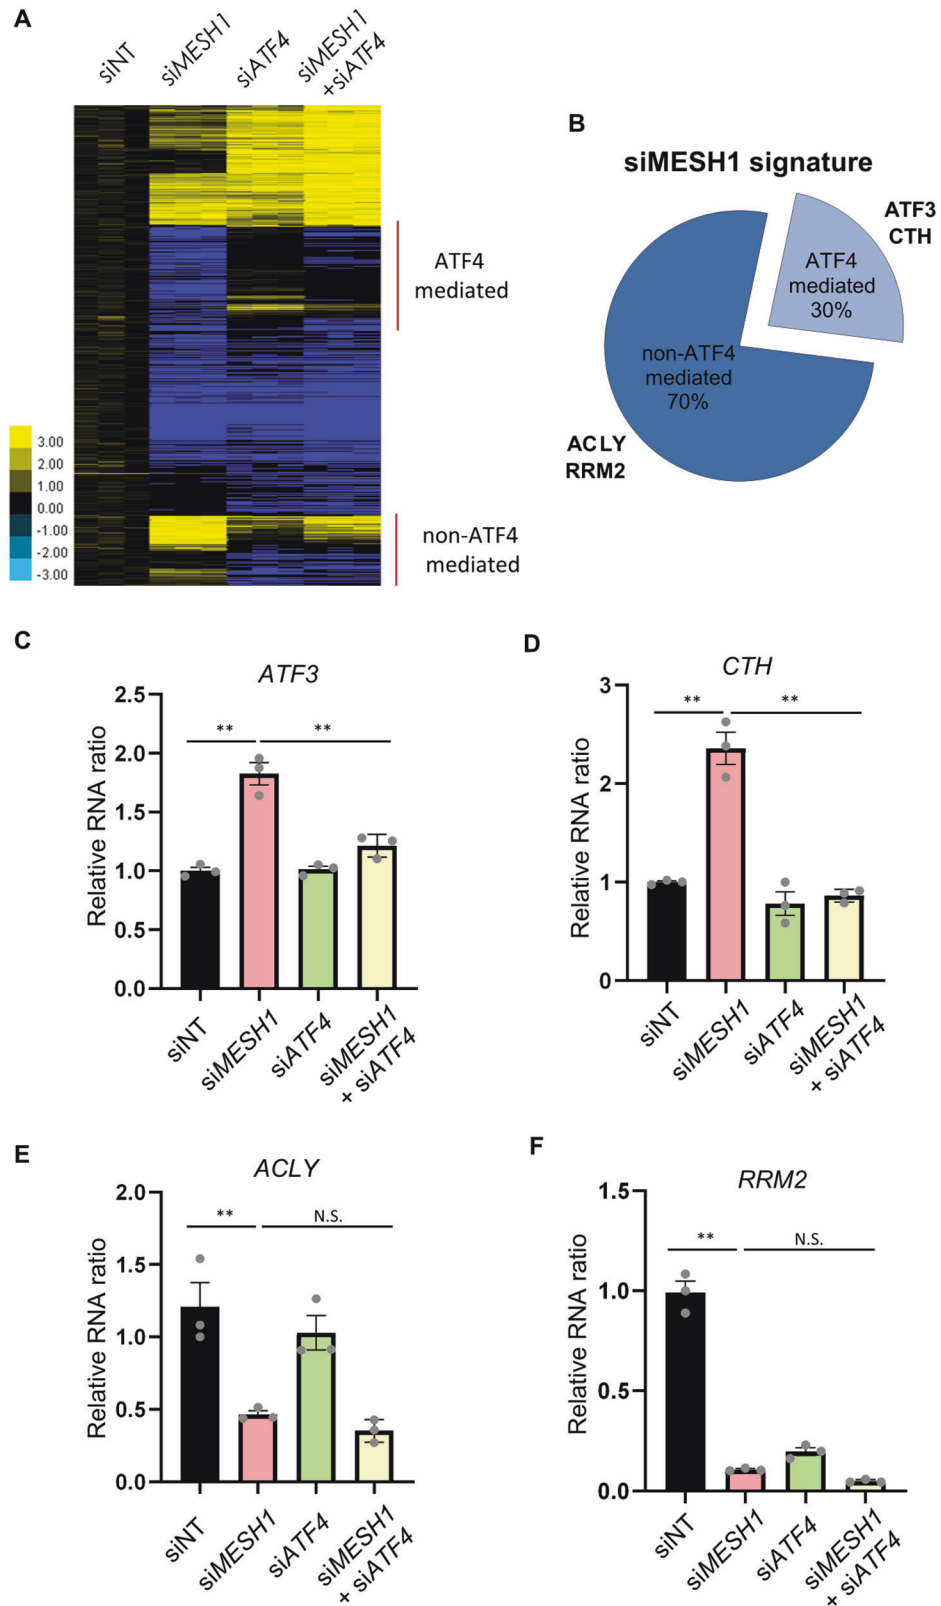 A
siNT
siMESH1
siATF4
siMESH1
+siATF4
ATF4
mediated
non-ATF4
mediated
3.00
2.00
1.00
0.00
-1.00
-2.00
-3.00
B
siMESH1 signature
ATF3
CTH
ATF4
mediated
30%
non-ATF4
mediated
70%
ACLY
RRM2
C
ATF3
Relative RNA ratio
2.5
2.0
1.5
1.0
0.5
0.0
**
**
siNT
siMESH1
siATF4
siMESH1
+ siATF4
D
CTH
Relative RNA ratio
3
2
1
0
**
**
siNT
siMESH1
siATF4
siMESH1
+ siATF4
E
ACLY
Relative RNA ratio
2.0
1.5
1.0
0.5
0.0
**
N.S.
siNT
siMESH1
siATF4
siMESH1
+ siATF4
F
RRM2
Relative RNA ratio
1.5
1.0
0.5
0.0
**
N.S.
siNT
siMESH1
siATF4
siMESH1
+ siATF4